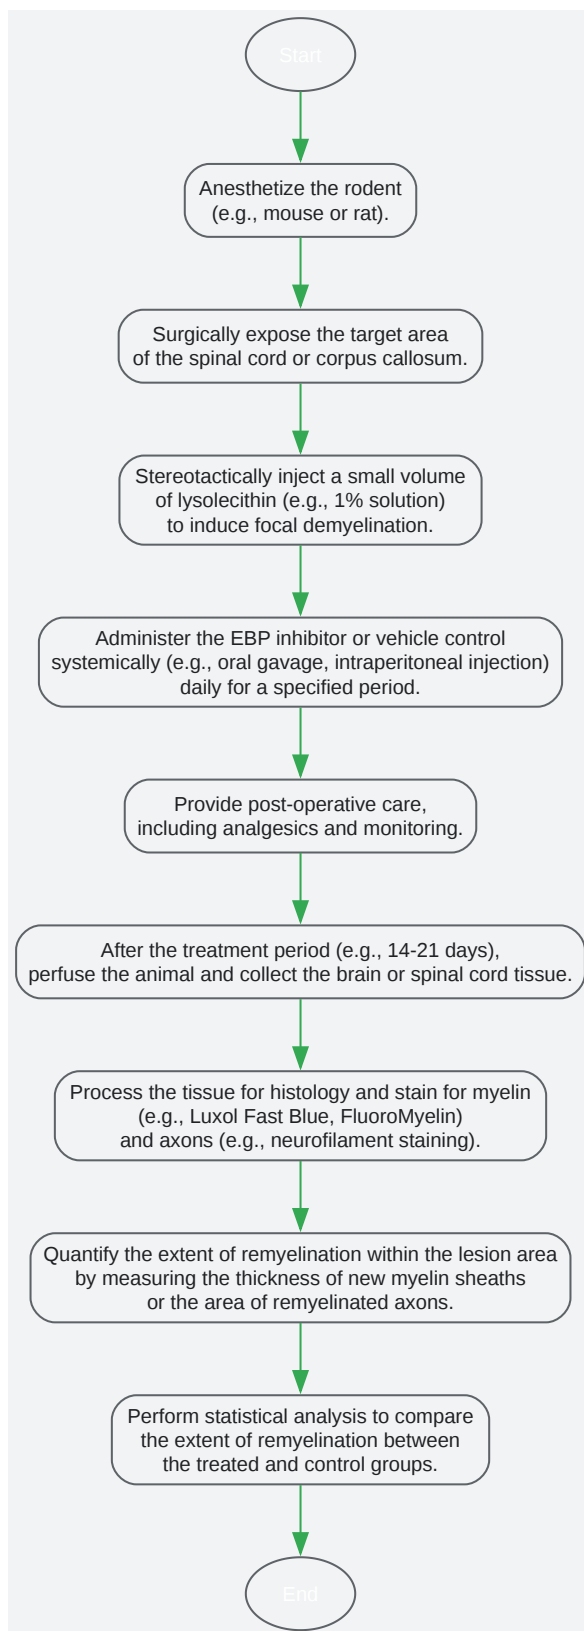 Start
Anesthetize the rodent
(e.g., mouse or rat).
Surgically expose the target area
of the spinal cord or corpus callosum.
Stereotactically inject a small volume
of lysolecithin (e.g., 1% solution)
to induce focal demyelination.
Administer the EBP inhibitor or vehicle control
systemically (e.g., oral gavage, intraperitoneal injection)
daily for a specified period.
Provide post-operative care,
including analgesics and monitoring.
After the treatment period (e.g., 14-21 days),
perfuse the animal and collect the brain or spinal cord tissue.
Process the tissue for histology and stain for myelin
(e.g., Luxol Fast Blue, FluoroMyelin)
and axons (e.g., neurofilament staining).
Quantify the extent of remyelination within the lesion area
by measuring the thickness of new myelin sheaths
or the area of remyelinated axons.
Perform statistical analysis to compare
the extent of remyelination between
the treated and control groups.
End